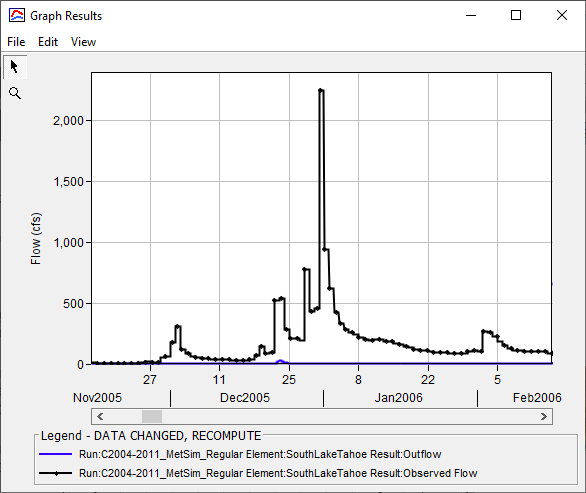 Graph Results
File Edit View
Flow (cfs)
2,000
1,500
1,000
500
0
27 11 25 8 22 5
Nov2005 Dec2005 Jan2006 Feb2006
Legend - DATA CHANGED, RECOMPUTE
Run:C2004-2011_MetSim_Regular Element:SouthLakeTahoe Result:Outflow
Run:C2004-2011_MetSim_Regular Element:SouthLakeTahoe Result:Observed Flow